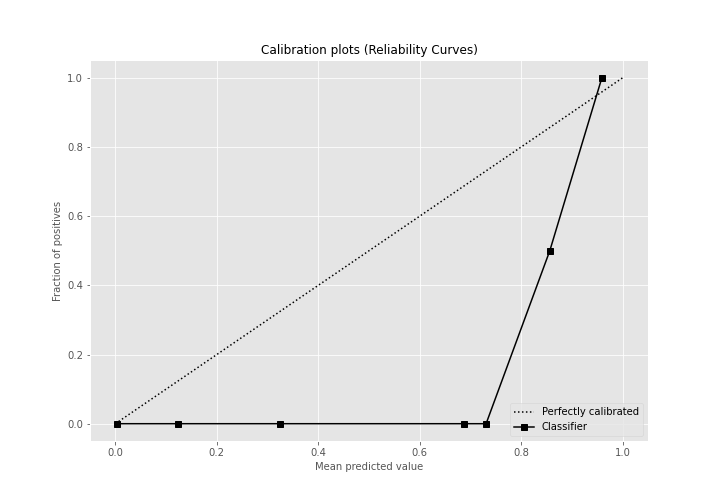 Calibration plots (Reliability Curves)
1.0
0.8
0.6
0.4
0.2
0.0
Fraction of positives
0.0 0.2 0.4 0.6 0.8 1.0
Mean predicted value
Perfectly calibrated
Classifier